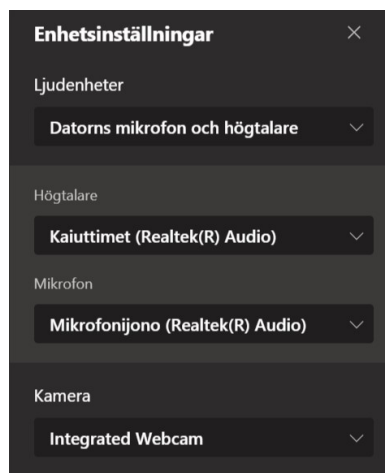 Enhetsinställningar
Ljudenheter
Datorns mikrofon och högtalare
Högtalare
Kaiuttimet (Realtek(R) Audio)
Mikrofon
Mikrofonijono (Realtek(R) Audio)
Kamera
Integrated Webcam